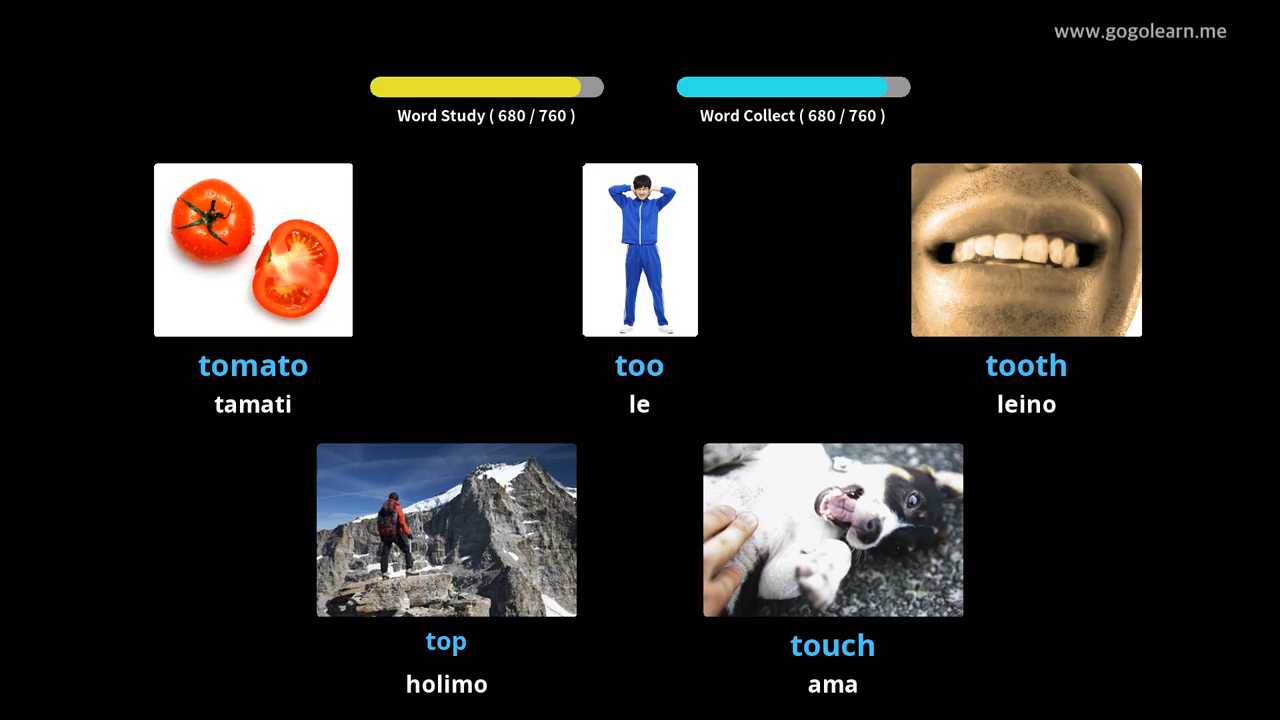 www.gogolearn.me
Word Study ( 680 / 760 )
Word Collect ( 680 / 760 )
tomato
tamati
too
le
tooth
leino
top
holimo
touch
ama